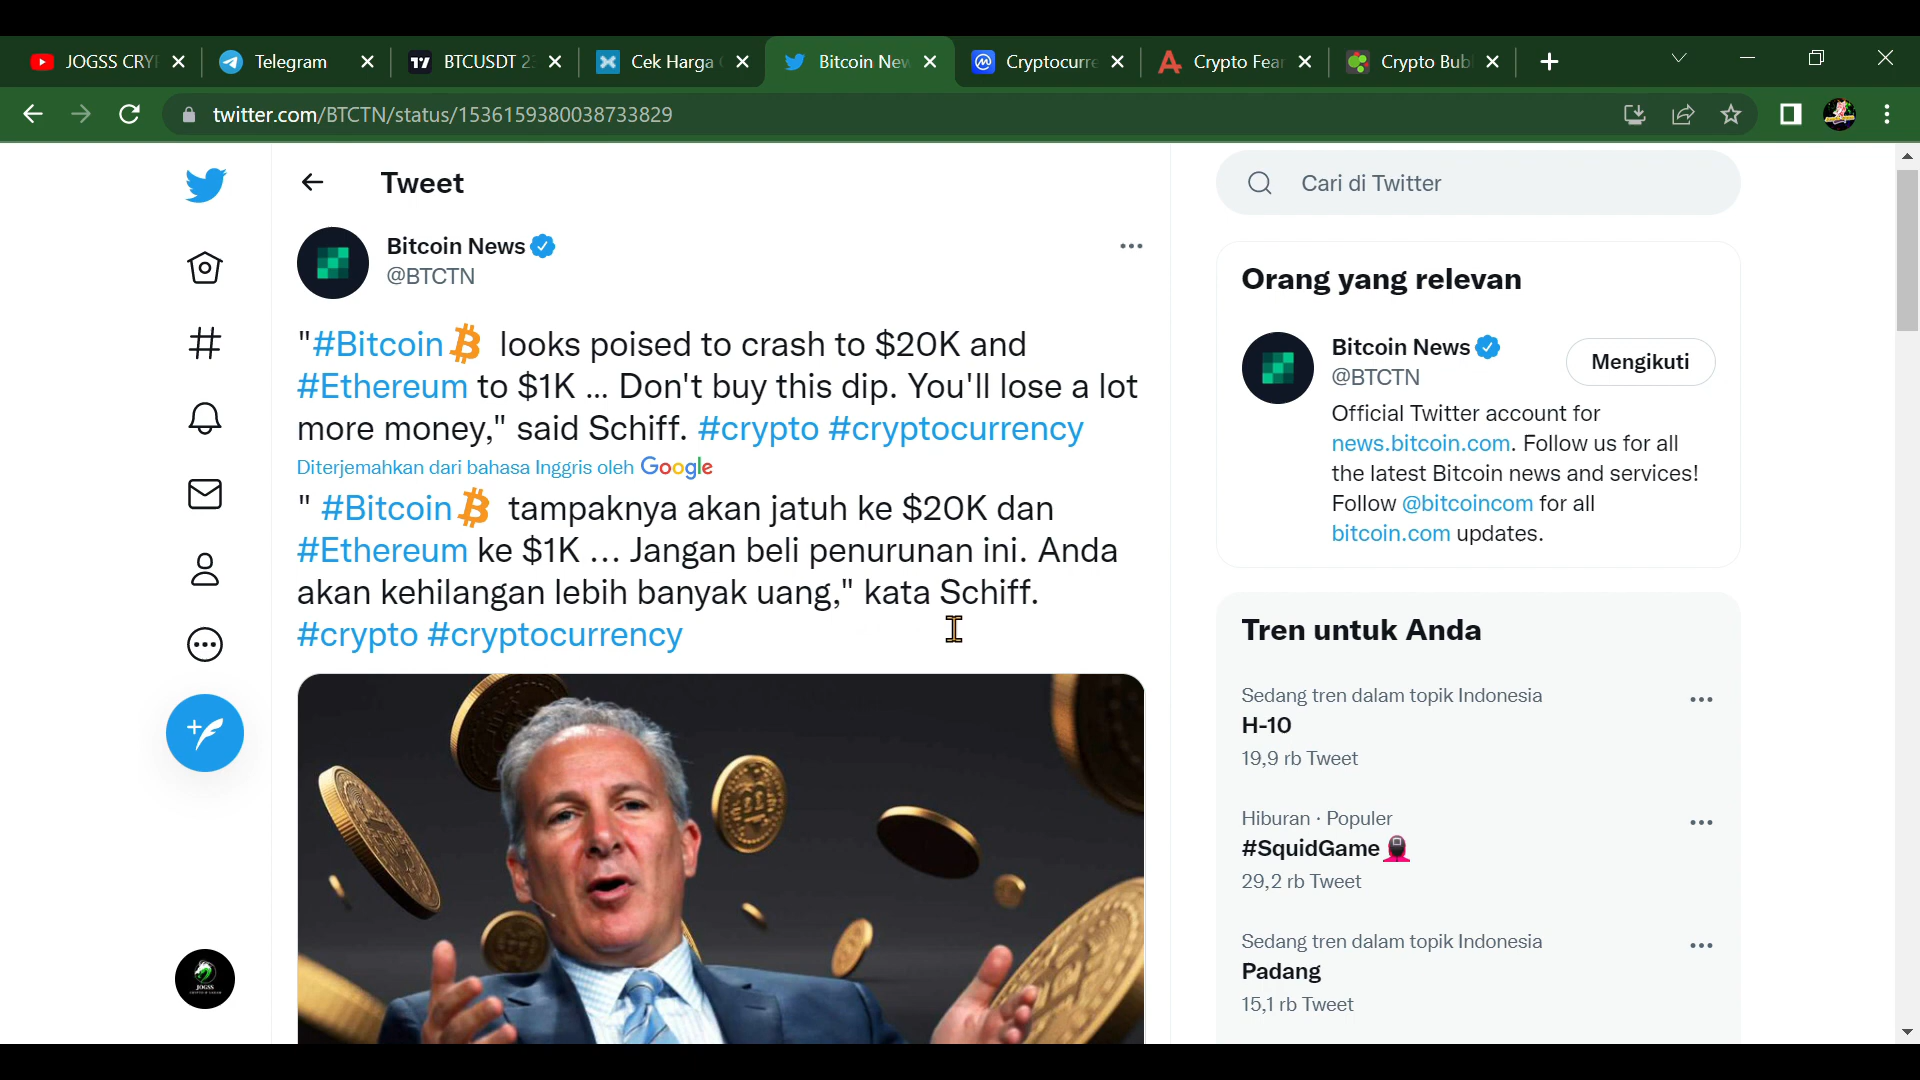 JOGSS CRY
Telegram
BTCUSDT 2
Cek Harga
Bitcoin New
Cryptocurre
Crypto Fear
Crypto Bub
twitter.com/BTCTN/status/1536159380038733829
Tweet
Cari di Twitter
Bitcoin News
@BTCTN
"#Bitcoin looks poised to crash to $20K and
#Ethereum to $1K ... Don't buy this dip. You'll lose a lot
more money," said Schiff. #crypto #cryptocurrency
Diterjemahkan dari bahasa Inggris oleh Google
" #Bitcoin tampaknya akan jatuh ke $20K dan
#Ethereum ke $1K ... Jangan beli penurunan ini. Anda
akan kehilangan lebih banyak uang," kata Schiff.
#crypto #cryptocurrency
Orang yang relevan
Bitcoin News
@BTCTN
Mengikuti
Official Twitter account for
news.bitcoin.com. Follow us for all
the latest Bitcoin news and services!
Follow @bitcoincom for all
bitcoin.com updates.
Tren untuk Anda
Sedang tren dalam topik Indonesia
H-10
19,9 rb Tweet
Hiburan · Populer
#SquidGame
29,2 rb Tweet
Sedang tren dalam topik Indonesia
Padang
15,1 rb Tweet
JOGSS